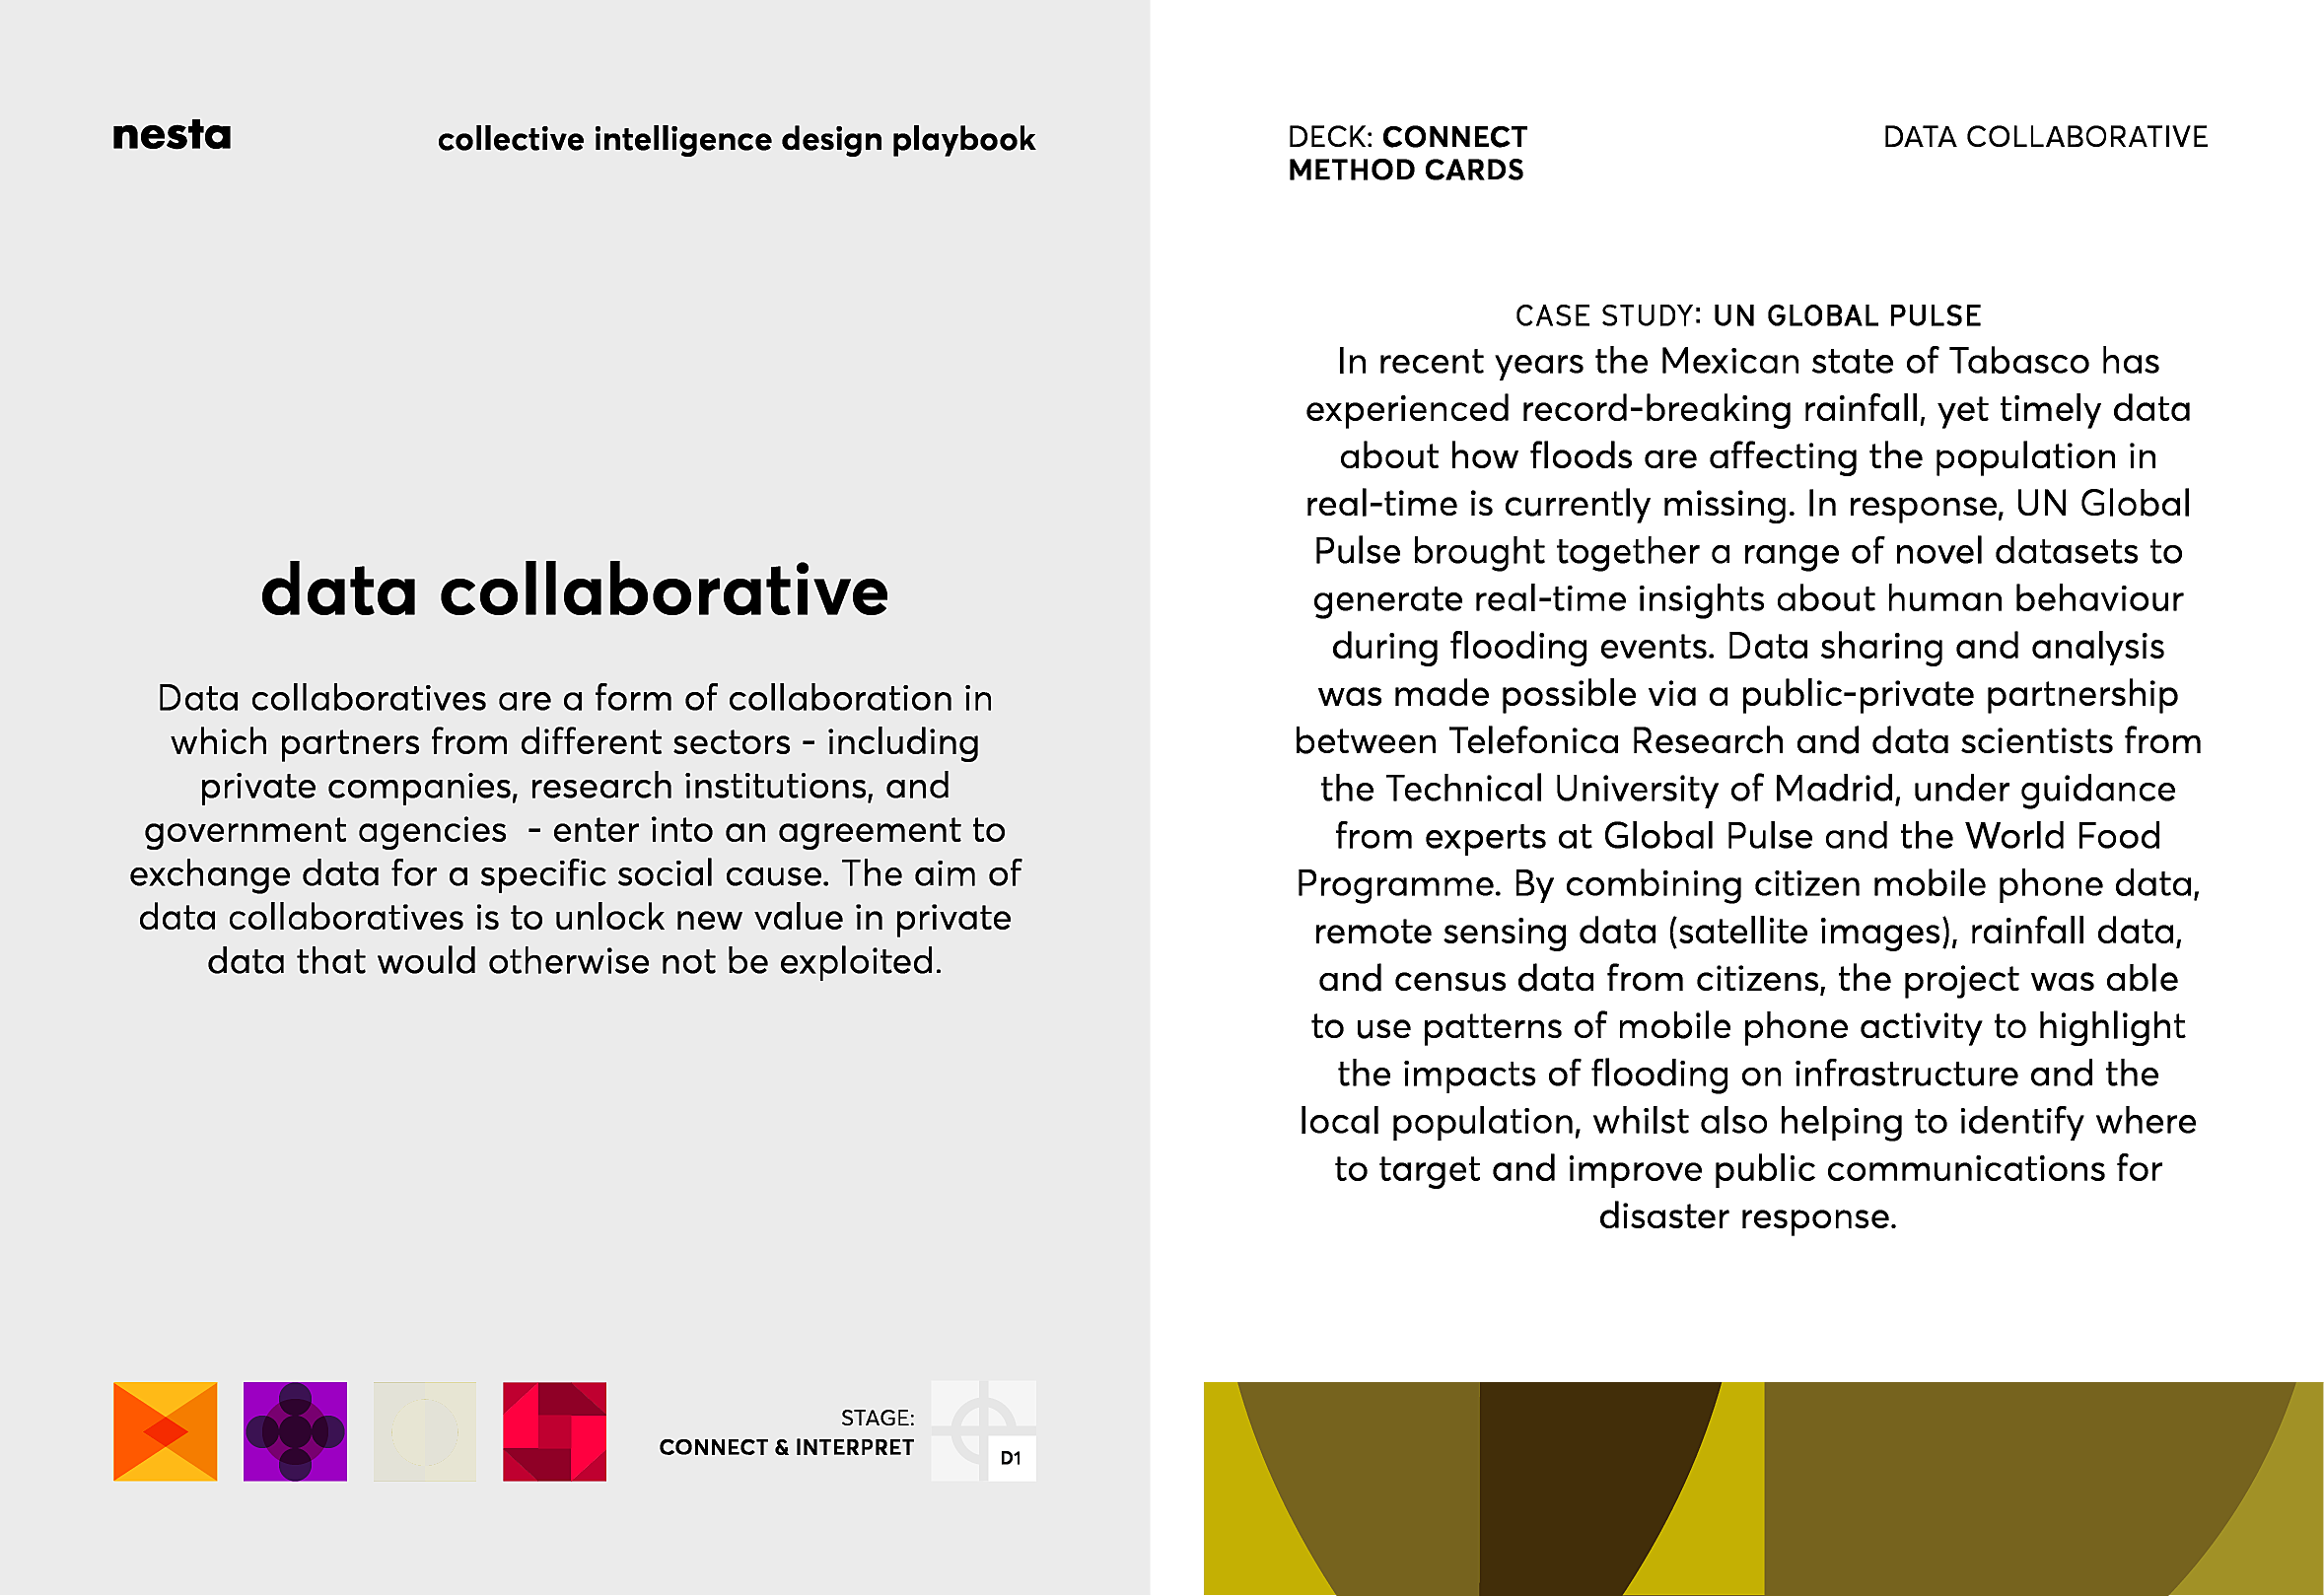 nesta
collective intelligence design playbook
data collaborative
Data collaboratives are a form of collaboration in
which partners from different sectors - including
private companies, research institutions, and
government agencies  - enter into an agreement to
exchange data for a specific social cause. The aim of
data collaboratives is to unlock new value in private
data that would otherwise not be exploited.
STAGE:
CONNECT & INTERPRET
D1
DECK: CONNECT
METHOD CARDS
DATA COLLABORATIVE
CASE STUDY: UN GLOBAL PULSE
In recent years the Mexican state of Tabasco has
experienced record-breaking rainfall, yet timely data
about how floods are affecting the population in
real-time is currently missing. In response, UN Global
Pulse brought together a range of novel datasets to
generate real-time insights about human behaviour
during flooding events. Data sharing and analysis
was made possible via a public-private partnership
between Telefonica Research and data scientists from
the Technical University of Madrid, under guidance
from experts at Global Pulse and the World Food
Programme. By combining citizen mobile phone data,
remote sensing data (satellite images), rainfall data,
and census data from citizens, the project was able
to use patterns of mobile phone activity to highlight
the impacts of flooding on infrastructure and the
local population, whilst also helping to identify where
to target and improve public communications for
disaster response.